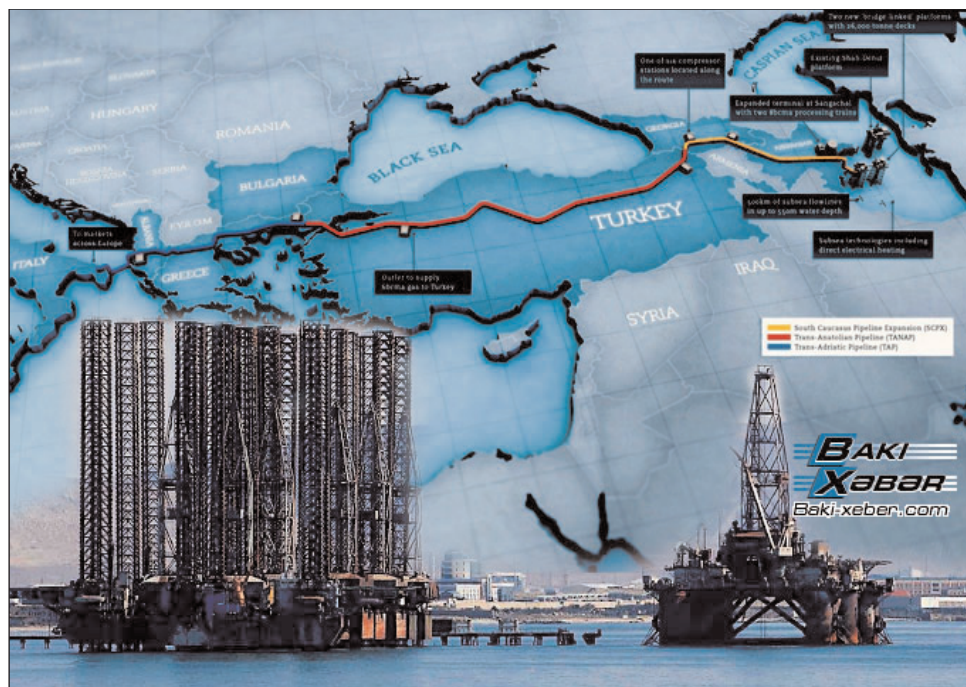 Two new 'bridge linked' platforms
with 26,000 tonne decks
CASPIAN SEA
One of six compressor
stations located along
the route
Existing Shah Deniz
platform
Expanded terminal at Sangachal
with two 8bcma processing trains
HUNGARY
ROMANIA
GEORGIA
BLACK SEA
BULGARIA
SERBIA
CROATIA
500km of subsea flowlines
in up to 550m water depth
TURKEY
FYROM
To markets
across Europe
ITALY
GREECE
Subsea technologies including
direct electrical heating
Outlet to supply
6bcma gas to Turkey
IRAQ
SYRIA
South Caucasus Pipeline Expansion (SCPX)
Trans-Anatolian Pipeline (TANAP)
Trans-Adriatic Pipeline (TAP)
BAKI
XƏBƏR
Baki-xeber.com